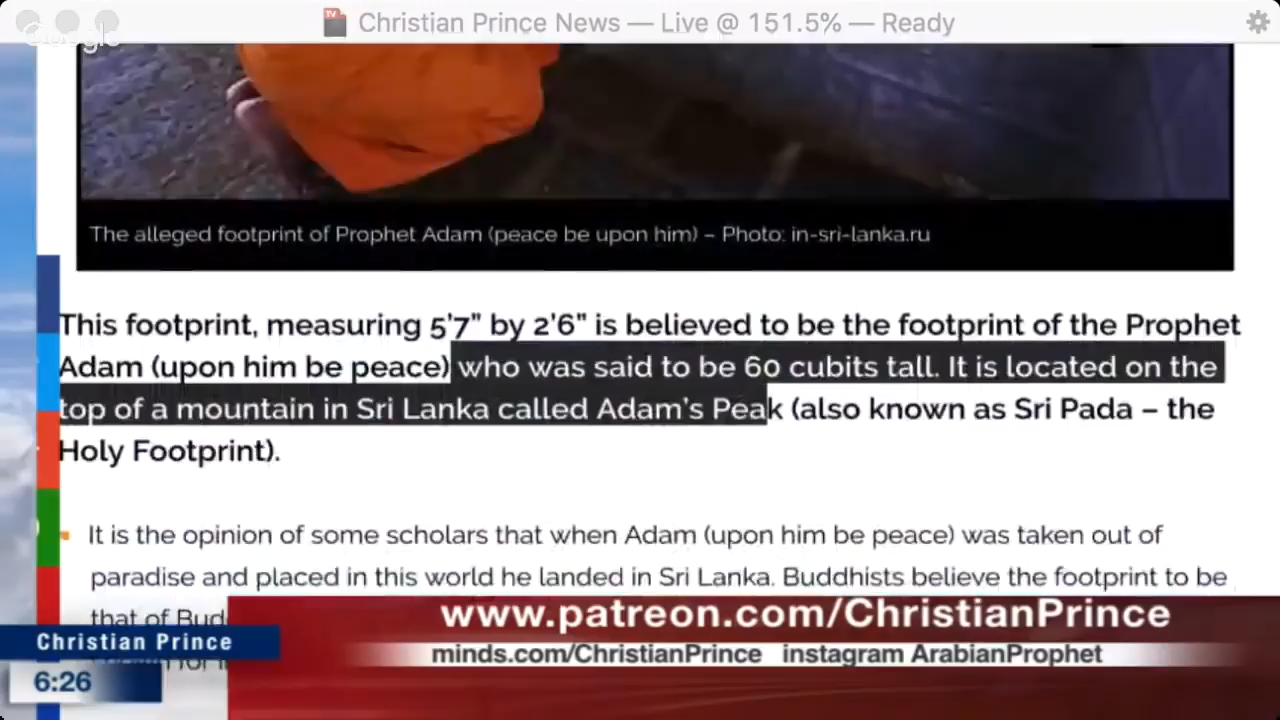 Christian Prince News — Live @ 151.5% — Ready
The alleged footprint of Prophet Adam (peace be upon him) – Photo: in-sri-lanka.ru
This footprint, measuring 5'7" by 2'6" is believed to be the footprint of the Prophet
Adam (upon him be peace) who was said to be 60 cubits tall. It is located on the
top of a mountain in Sri Lanka called Adam's Peak (also known as Sri Pada – the
Holy Footprint).
It is the opinion of some scholars that when Adam (upon him be peace) was taken out of
paradise and placed in this world he landed in Sri Lanka. Buddhists believe the footprint to be
that of Bud
www.patreon.com/ChristianPrince
Christian Prince
minds.com/ChristianPrince instagram ArabianProphet
6:26